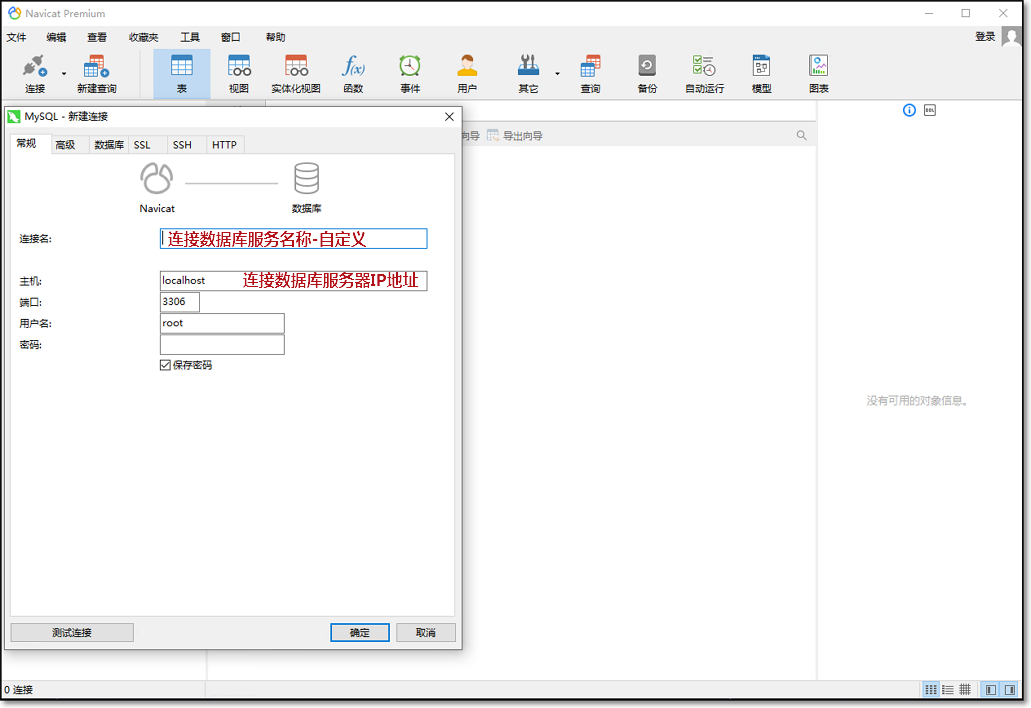 Navicat Premium
文件 编辑 查看 收藏夹 工具 窗口 帮助 登录
连接 新建查询 表 视图 实体化视图 函数 事件 用户 其它 查询 备份 自动运行 模型 图表
f(x)
MySQL - 新建连接
常规 高级 数据库 SSL SSH HTTP
向导 导出向导
Navicat 数据库
连接名: 连接数据库服务名称-自定义
主机: localhost 连接数据库服务器IP地址
端口: 3306
用户名: root
密码:
保存密码
没有可用的对象信息。
测试连接 确定 取消
0 连接